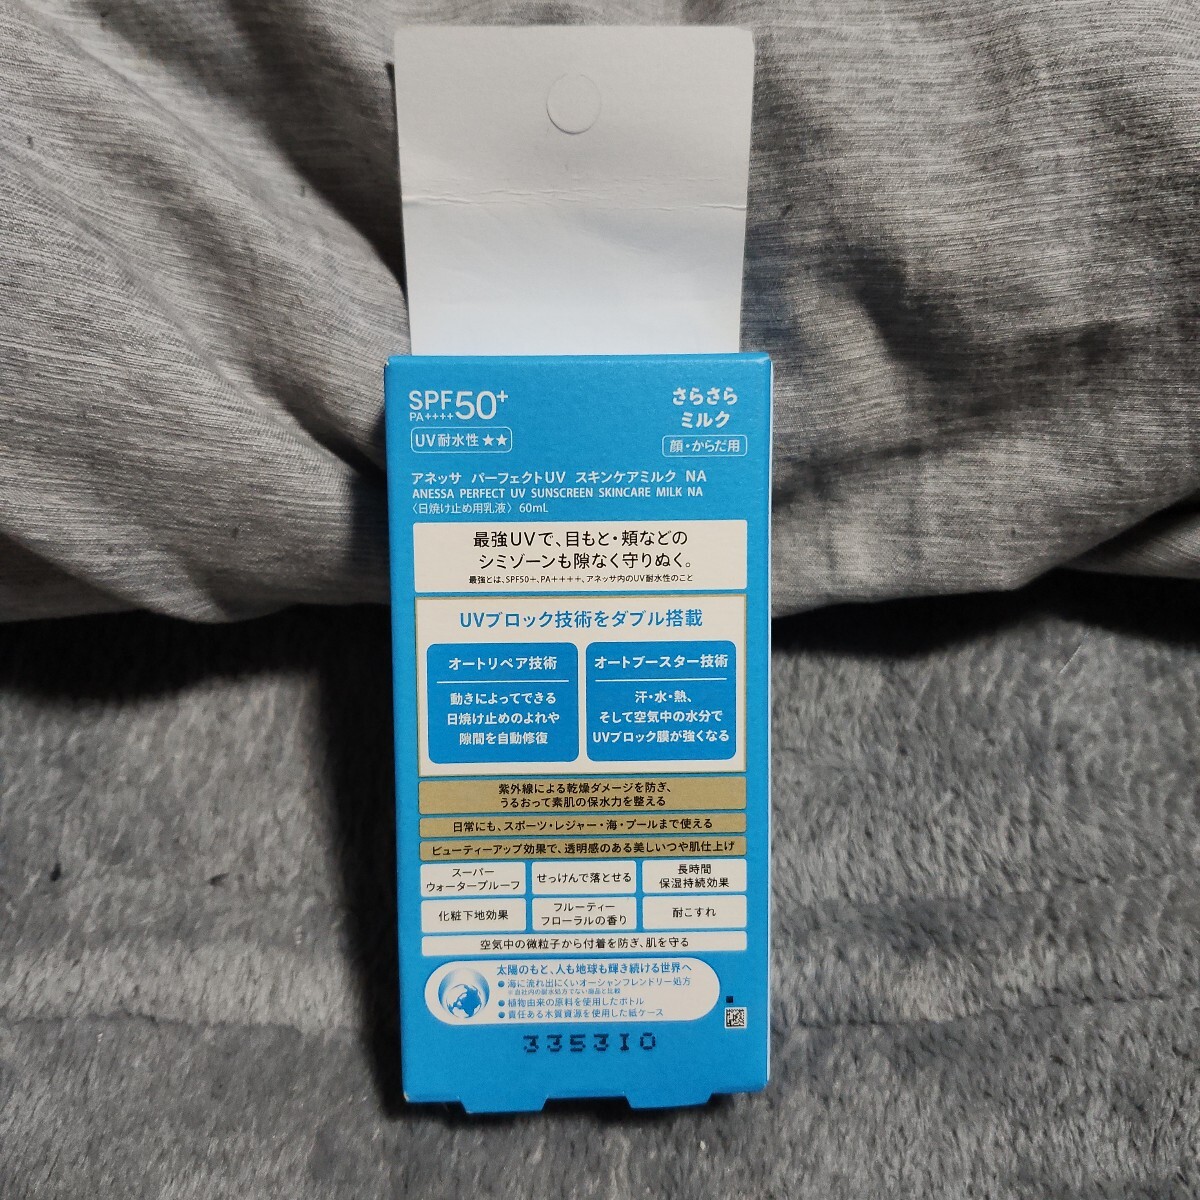 SPF50+
PA++++
UV耐水性★★
さらさら
ミルク
顔・からだ用
アネッサ パーフェクトUV スキンケアミルク NA
ANESSA PERFECT UV SUNSCREEN SKINCARE MILK NA
〈日焼け止め用乳液〉 60mL
最強UVで、目もと・頬などの
シミゾーンも隙なく守りぬく。
最強とは、SPF50+、PA++++、アネッサ内のUV耐水性のこと
UVブロック技術をダブル搭載
オートリペア技術
動きによってできる
日焼け止めのよれや
隙間を自動修復
オートブースター技術
汗・水・熱、
そして空気中の水分で
UVブロック膜が強くなる
紫外線による乾燥ダメージを防ぎ、
うるおって素肌の保水力を整える
日常にも、スポーツ・レジャー・海・プールまで使える
ビューティーアップ効果で、透明感のある美しいつや肌仕上げ
スーパー
ウォータープルーフ
せっけんで落とせる
長時間
保湿持続効果
化粧下地効果
フルーティー
フローラルの香り
耐こすれ
空気中の微粒子から付着を防ぎ、肌を守る
太陽のもと、人も地球も輝き続ける世界へ
●海に流れ出にくいオーシャンフレンドリー処方
※自社内の耐水処方でない商品と比較
●植物由来の原料を使用したボトル
●責任ある木質資源を使用した紙ケース
33531O